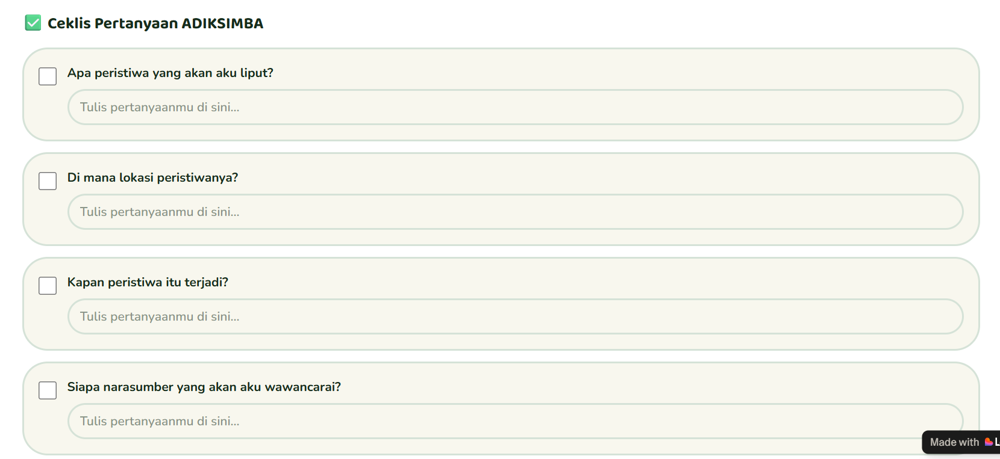 Ceklis Pertanyaan ADIKSIMBA
Apa peristiwa yang akan aku liput?
Tulis pertanyaanmu di sini...
Di mana lokasi peristiwanya?
Tulis pertanyaanmu di sini...
Kapan peristiwa itu terjadi?
Tulis pertanyaanmu di sini...
Siapa narasumber yang akan aku wawancarai?
Tulis pertanyaanmu di sini...
Made with